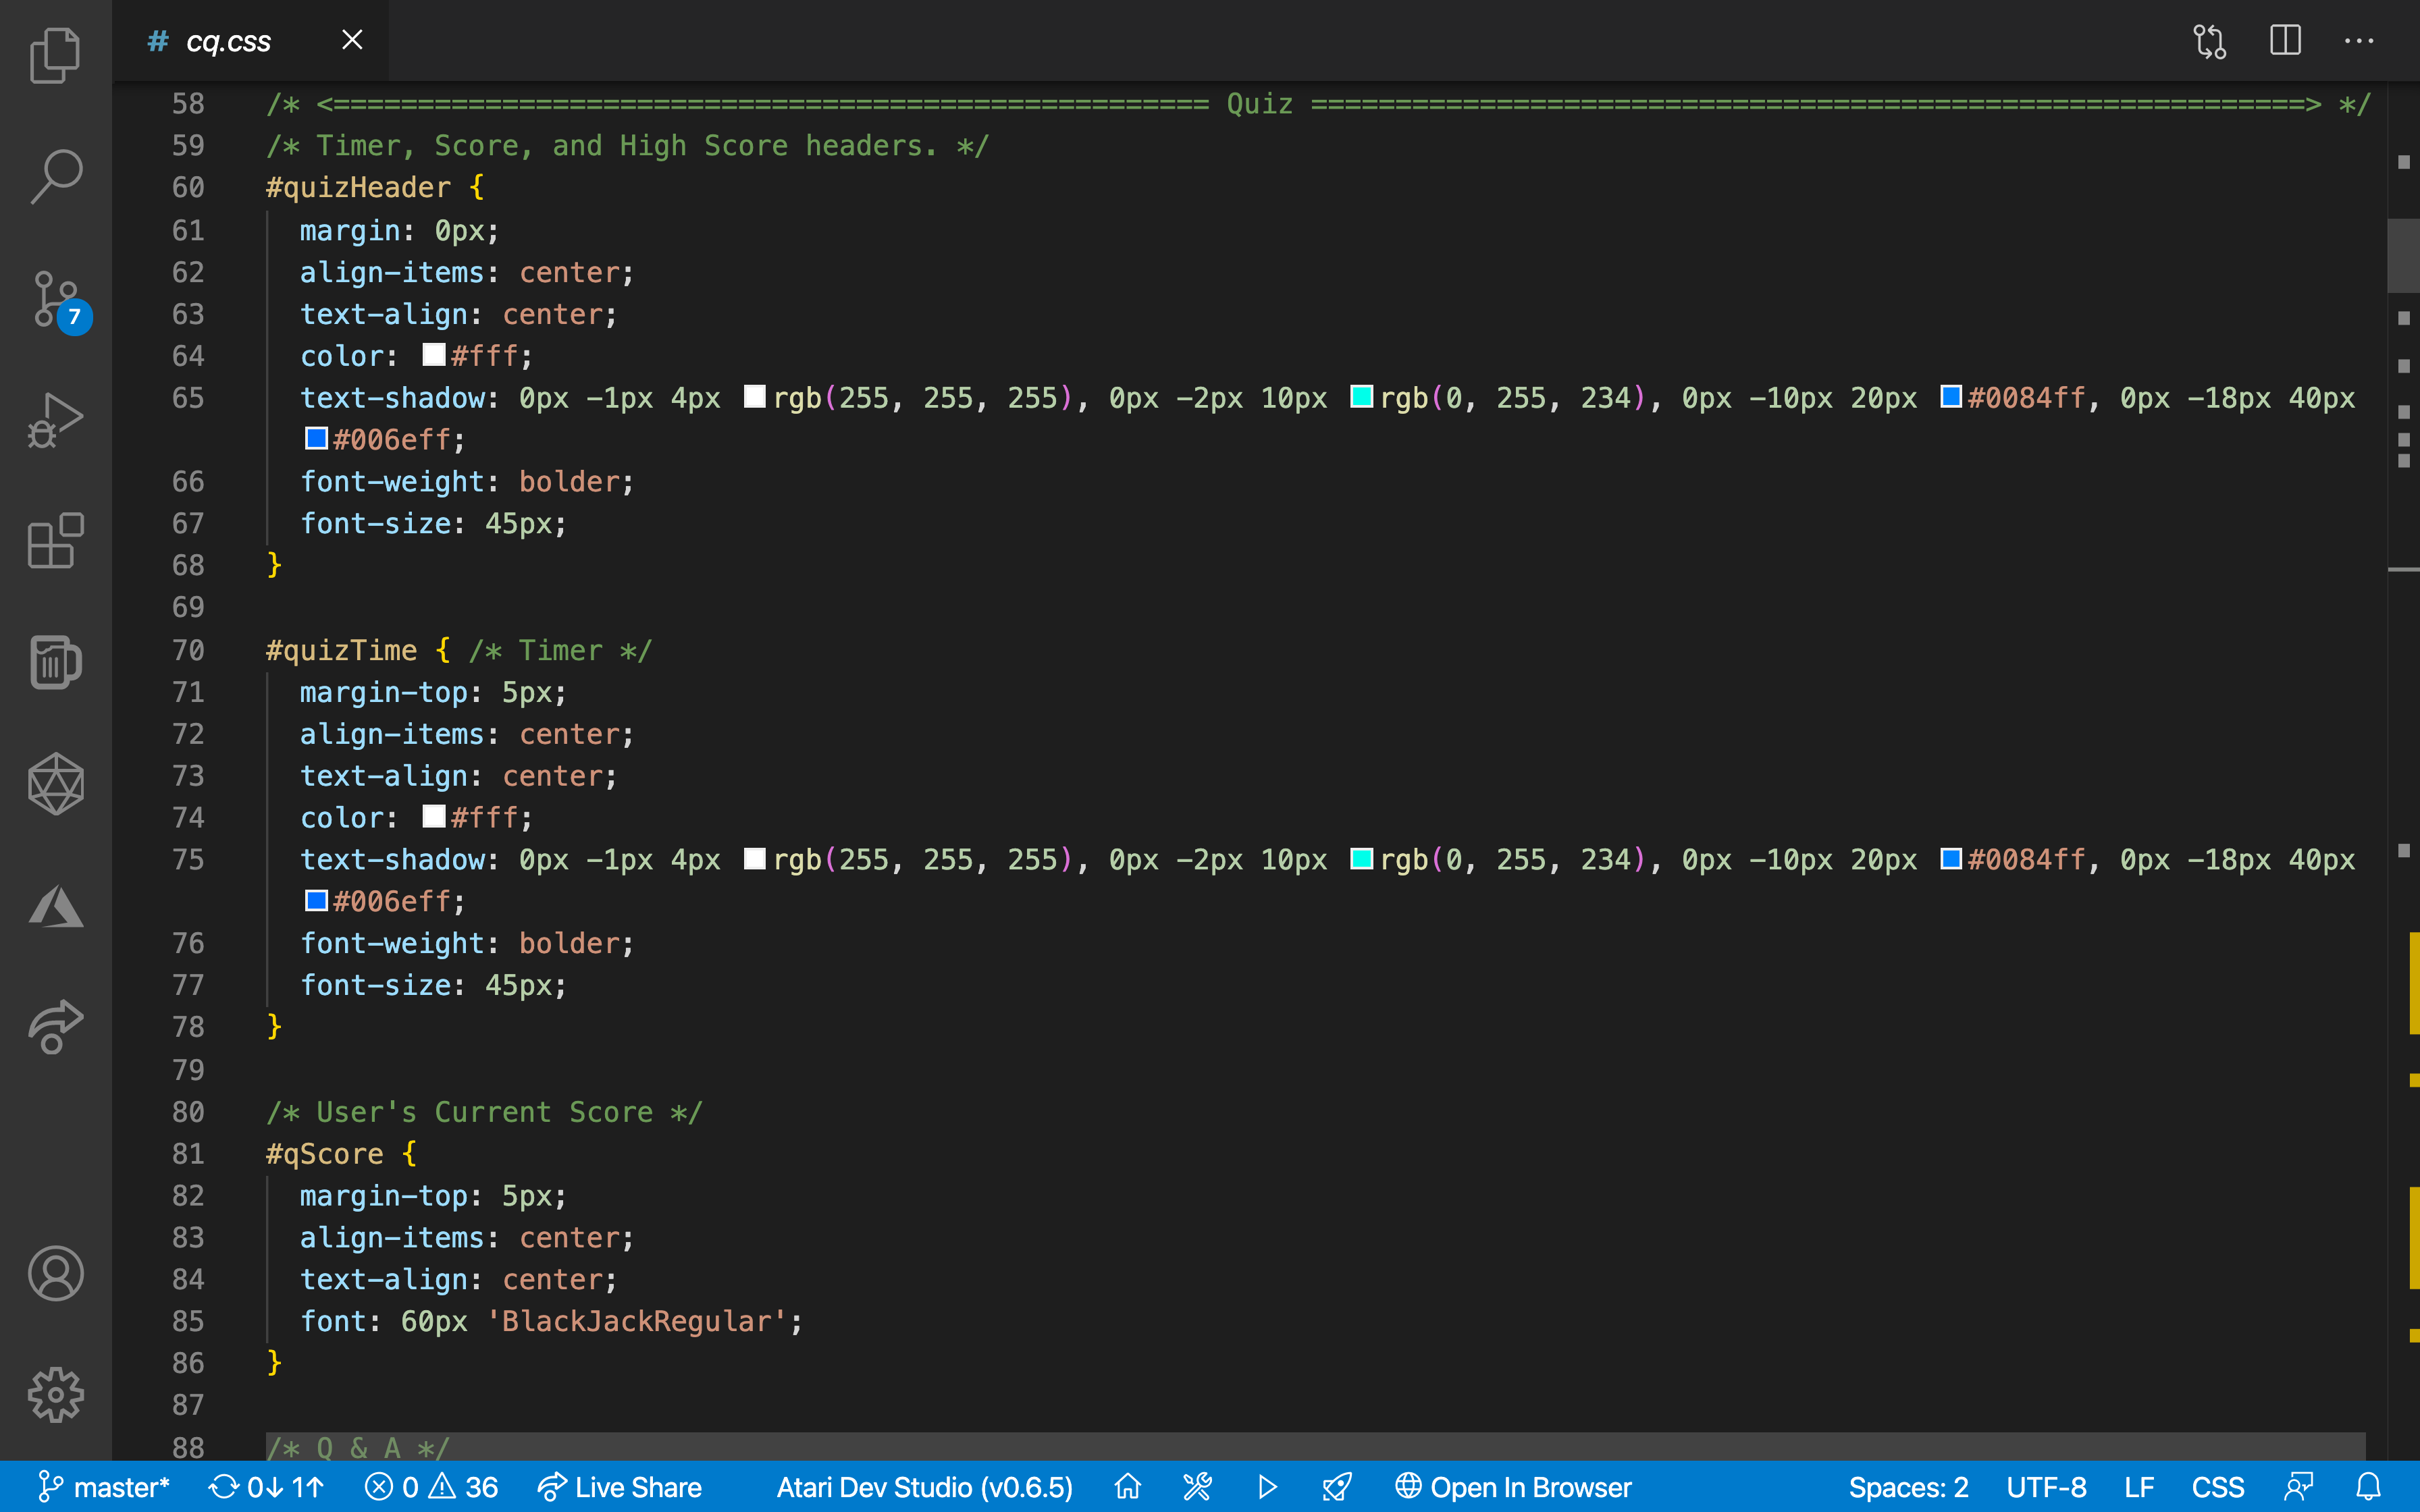 # cq.css
58 /* <==================================================== Quiz ===========================================================> */
59 /* Timer, Score, and High Score headers. */
60 #quizHeader {
61 margin: 0px;
62 align-items: center;
63 text-align: center;
64 color: #fff;
65 text-shadow: 0px -1px 4px rgb(255, 255, 255), 0px -2px 10px rgb(0, 255, 234), 0px -10px 20px #0084ff, 0px -18px 40px
#006eff;
66 font-weight: bolder;
67 font-size: 45px;
68 }
69
70 #quizTime { /* Timer */
71 margin-top: 5px;
72 align-items: center;
73 text-align: center;
74 color: #fff;
75 text-shadow: 0px -1px 4px rgb(255, 255, 255), 0px -2px 10px rgb(0, 255, 234), 0px -10px 20px #0084ff, 0px -18px 40px
#006eff;
76 font-weight: bolder;
77 font-size: 45px;
78 }
79
80 /* User's Current Score */
81 #qScore {
82 margin-top: 5px;
83 align-items: center;
84 text-align: center;
85 font: 60px 'BlackJackRegular';
86 }
87
88 /* Q & A */
7
master* 0↓ 1↑ 0 36 Live Share Atari Dev Studio (v0.6.5) Open In Browser Spaces: 2 UTF-8 LF CSS